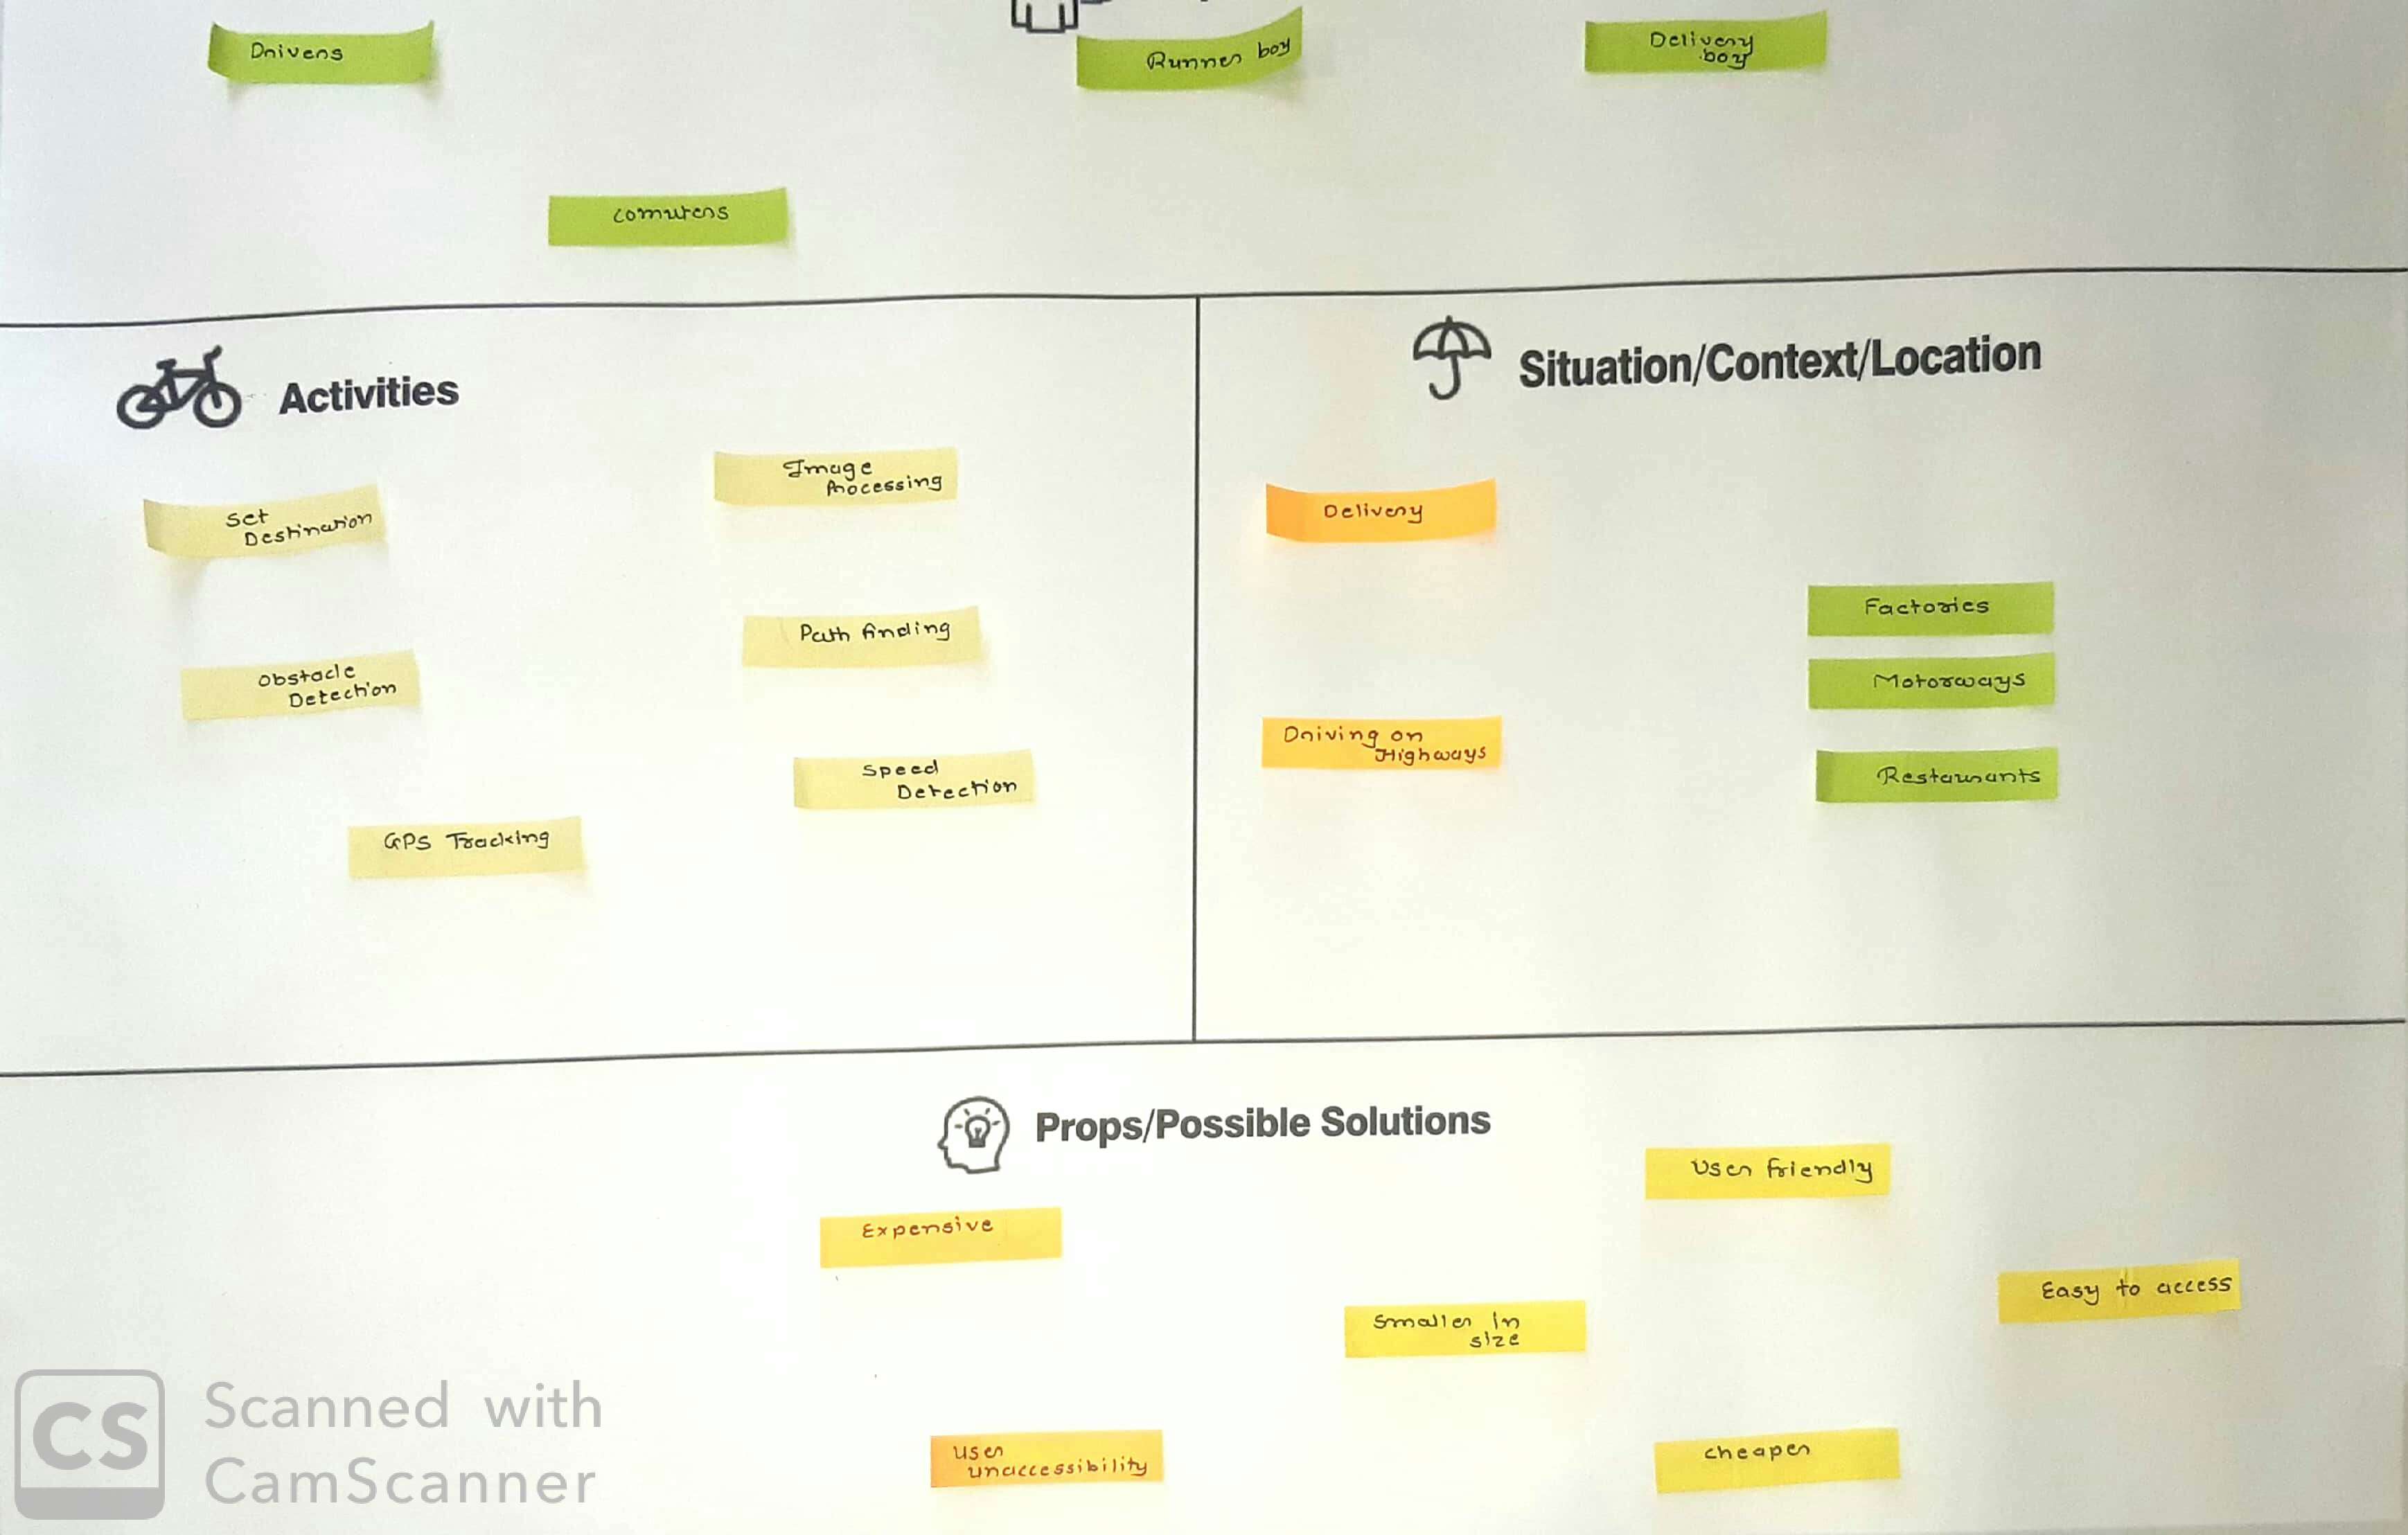 Drivers
Runner boy
Delivery
boy
comuters
Activities
Set
Destination
Image
Processing
Obstacle
Detection
Path finding
Speed
Detection
GPS Tracking
Situation/Context/Location
Delivery
Driving on
Highways
Factories
Motorways
Restaurants
Props/Possible Solutions
Expensive
User friendly
Smaller in
size
Easy to access
user
unaccessibility
cheaper
CS
Scanned with
CamScanner